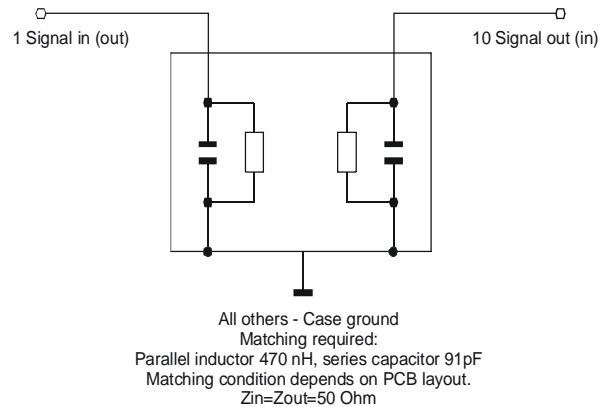 1 Signal in (out)
10 Signal out (in)
All others - Case ground
Matching required:
Parallel inductor 470 nH, series capacitor 91pF
Matching condition depends on PCB layout.
Zin=Zout=50 Ohm